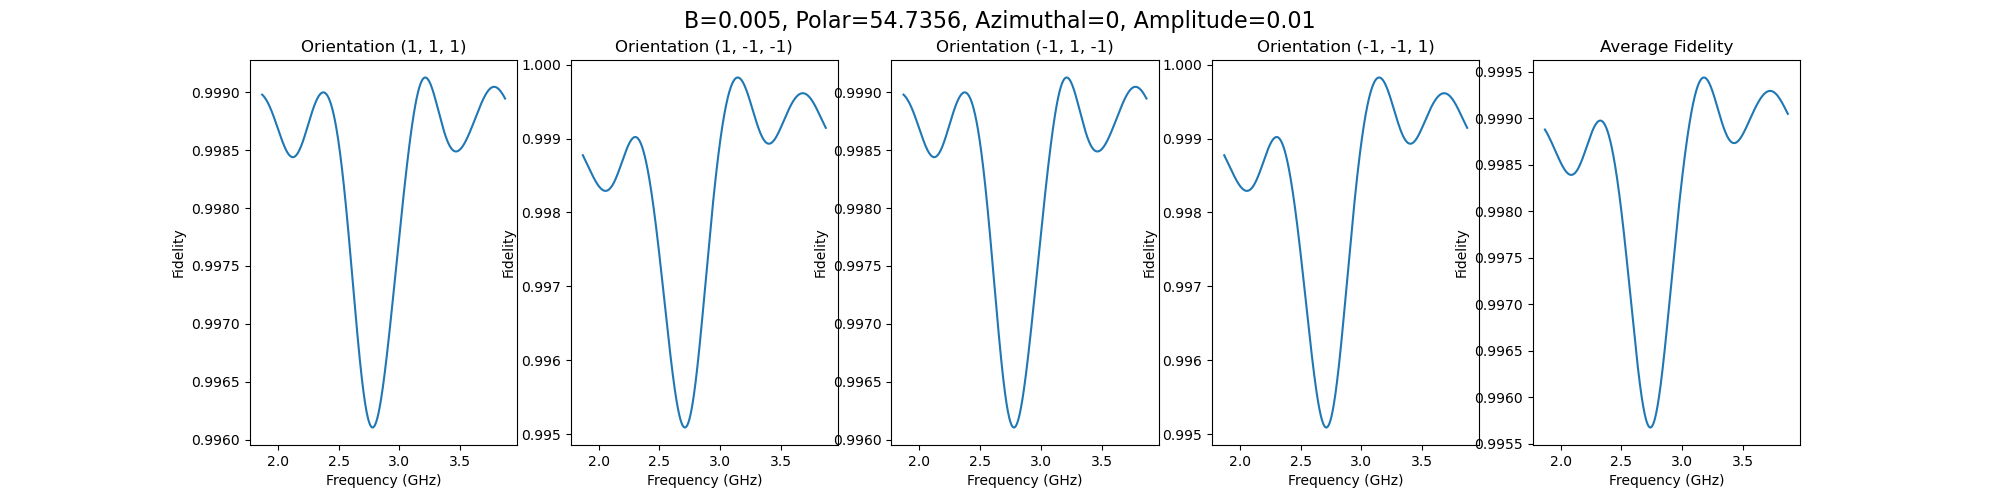 B=0.005, Polar=54.7356, Azimuthal=0, Amplitude=0.01
Orientation (1, 1, 1)
0.9990
0.9985
0.9980
0.9975
0.9970
0.9965
0.9960
Fidelity
2.0 2.5 3.0 3.5
Frequency (GHz)
Orientation (1, -1, -1)
1.000
0.999
0.998
0.997
0.996
0.995
Fidelity
2.0 2.5 3.0 3.5
Frequency (GHz)
Orientation (-1, 1, -1)
0.9990
0.9985
0.9980
0.9975
0.9970
0.9965
0.9960
Fidelity
2.0 2.5 3.0 3.5
Frequency (GHz)
Orientation (-1, -1, 1)
1.000
0.999
0.998
0.997
0.996
0.995
Fidelity
2.0 2.5 3.0 3.5
Frequency (GHz)
Average Fidelity
0.9995
0.9990
0.9985
0.9980
0.9975
0.9970
0.9965
0.9960
0.9955
Fidelity
2.0 2.5 3.0 3.5
Frequency (GHz)